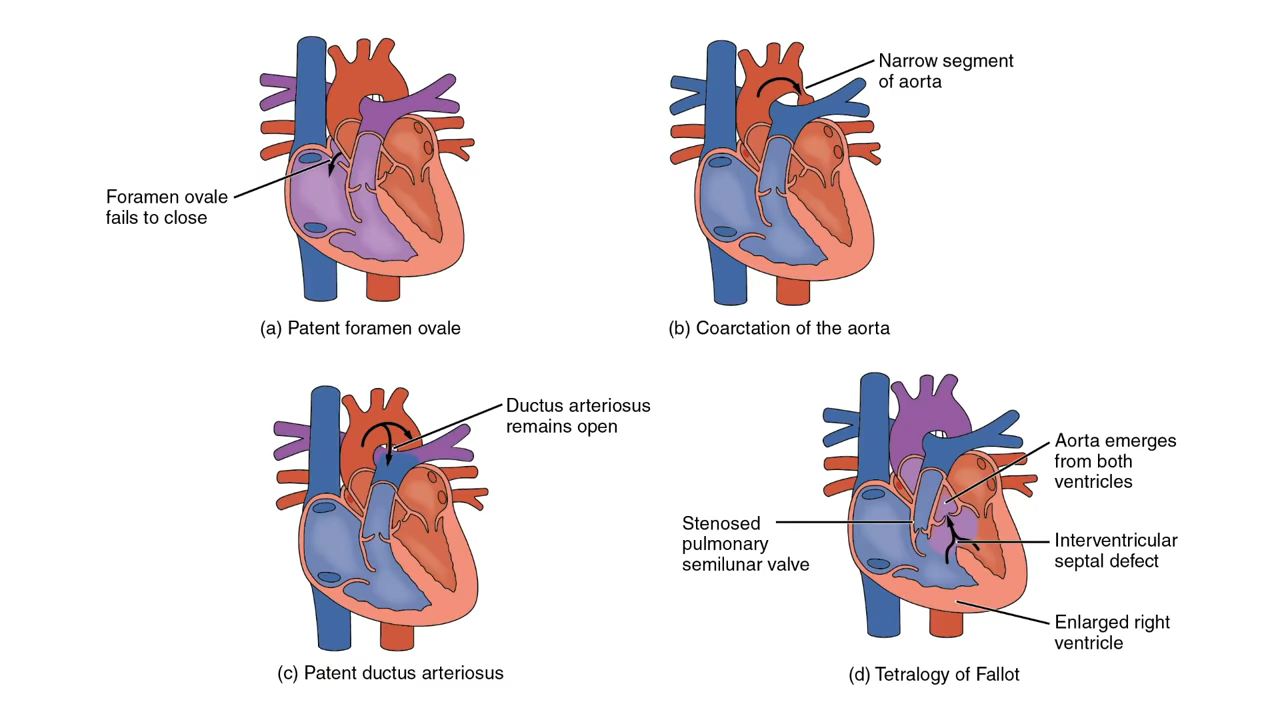 Foramen ovale
fails to close
(a) Patent foramen ovale
Narrow segment
of aorta
(b) Coarctation of the aorta
Ductus arteriosus
remains open
(c) Patent ductus arteriosus
Stenosed
pulmonary
semilunar valve
Aorta emerges
from both
ventricles
Interventricular
septal defect
Enlarged right
ventricle
(d) Tetralogy of Fallot